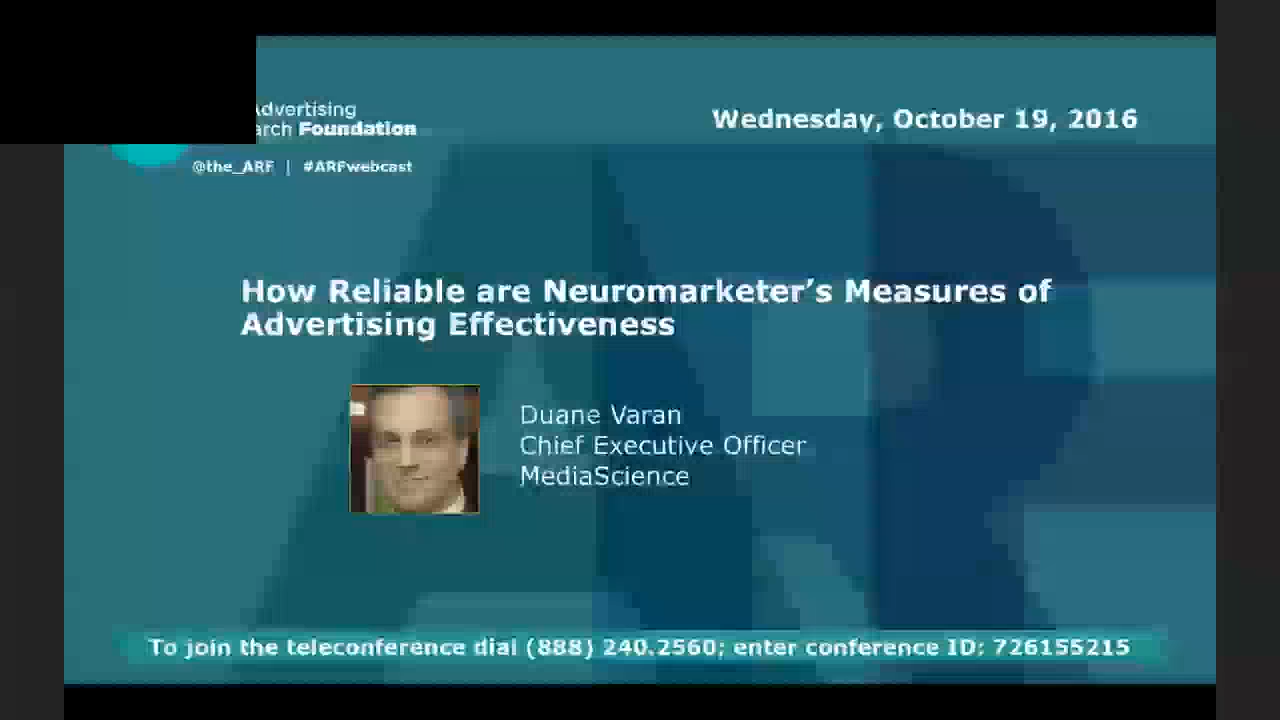 Advertising
arch Foundation
Wednesday, October 19, 2016
@the_ARF | #ARFwebcast
How Reliable are Neuromarketer's Measures of
Advertising Effectiveness
Duane Varan
Chief Executive Officer
MediaScience
To join the teleconference dial (888) 240.2560; enter conference ID: 726155215